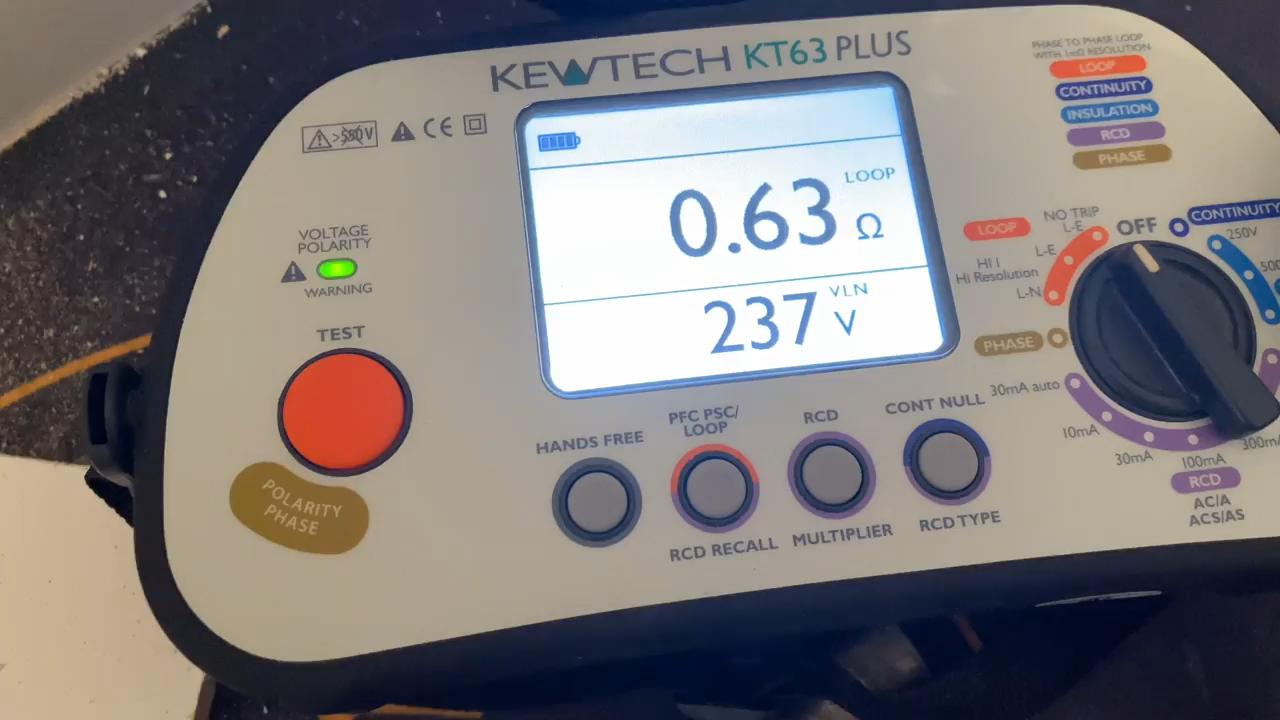 KEWTECH KT63 PLUS
PHASE TO PHASE LOOP
WITH 1mΩ RESOLUTION
LOOP
CONTINUITY
INSULATION
RCD
PHASE
>550V
CE
VOLTAGE
POLARITY
WARNING
TEST
POLARITY
PHASE
LOOP
0.63 Ω
VLN
237 V
HANDS FREE
PFC PSC/
LOOP
RCD RECALL
RCD
MULTIPLIER
CONT NULL
RCD TYPE
LOOP
NO TRIP
L-E
L-E
HI I
Hi Resolution
L-N
PHASE
OFF
CONTINUITY
250V
30mA auto
10mA
30mA
100mA
RCD
AC/A
ACS/AS